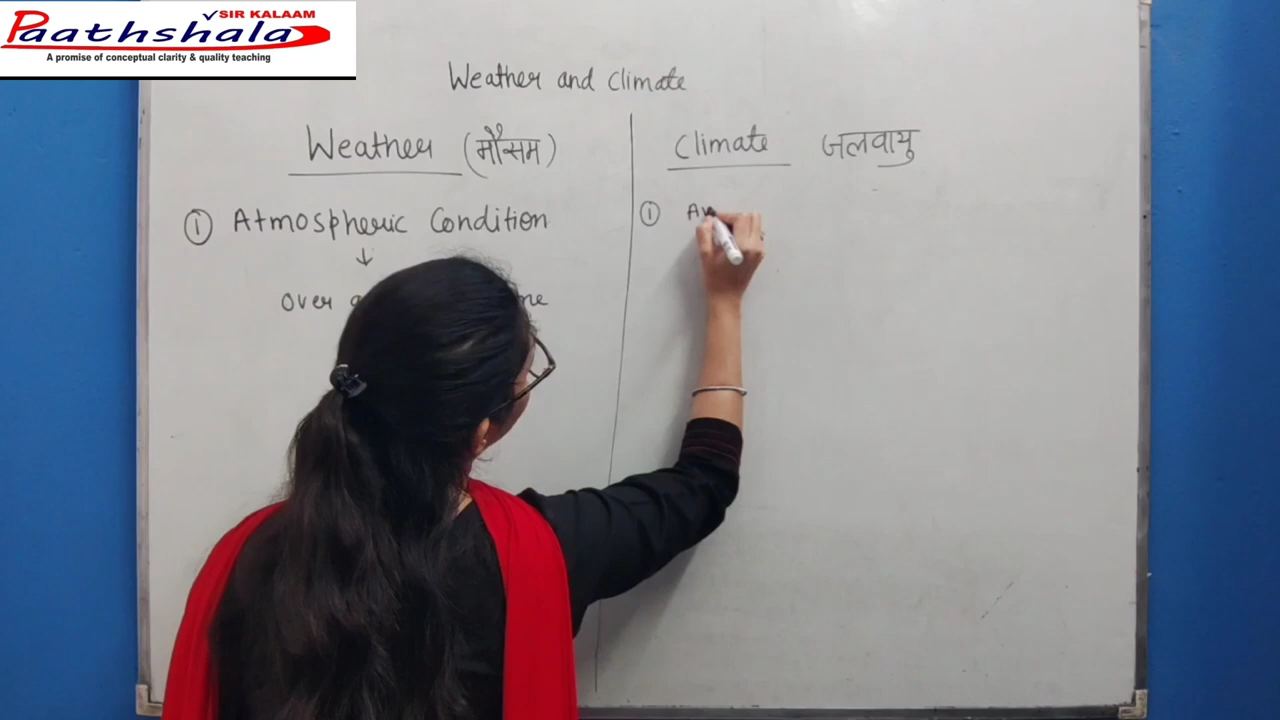 SIR KALAAM
Paathshala
A promise of conceptual clarity & quality teaching
Weather and climate
Weather (मौसम)
① Atmospheric Condition
↓
over
Climate जलवायु
①